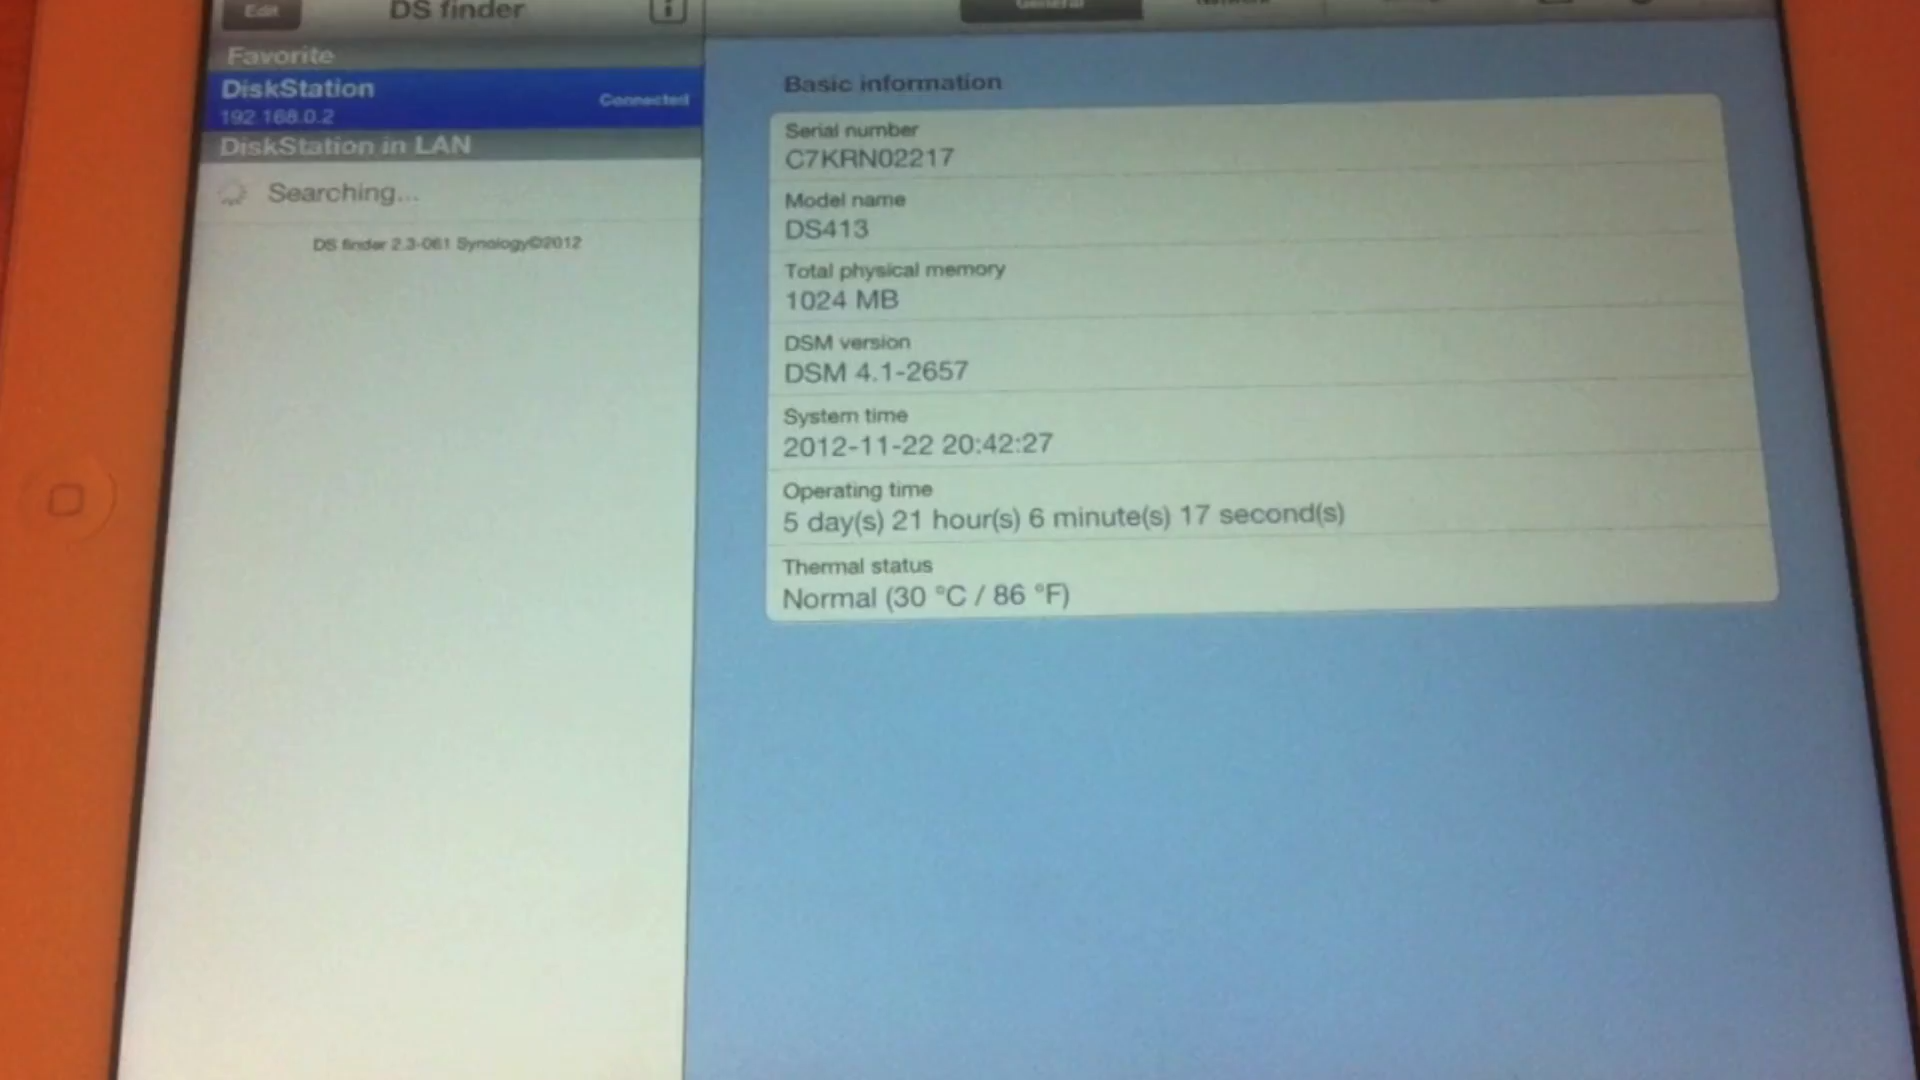 Edit
DS finder
General
Favorite
DiskStation
192.168.0.2
Connected
DiskStation in LAN
Searching...
DS finder 2.3-061 Synology©2012
Basic information
Serial number
C7KRN02217
Model name
DS413
Total physical memory
1024 MB
DSM version
DSM 4.1-2657
System time
2012-11-22 20:42:27
Operating time
5 day(s) 21 hour(s) 6 minute(s) 17 second(s)
Thermal status
Normal (30 °C / 86 °F)